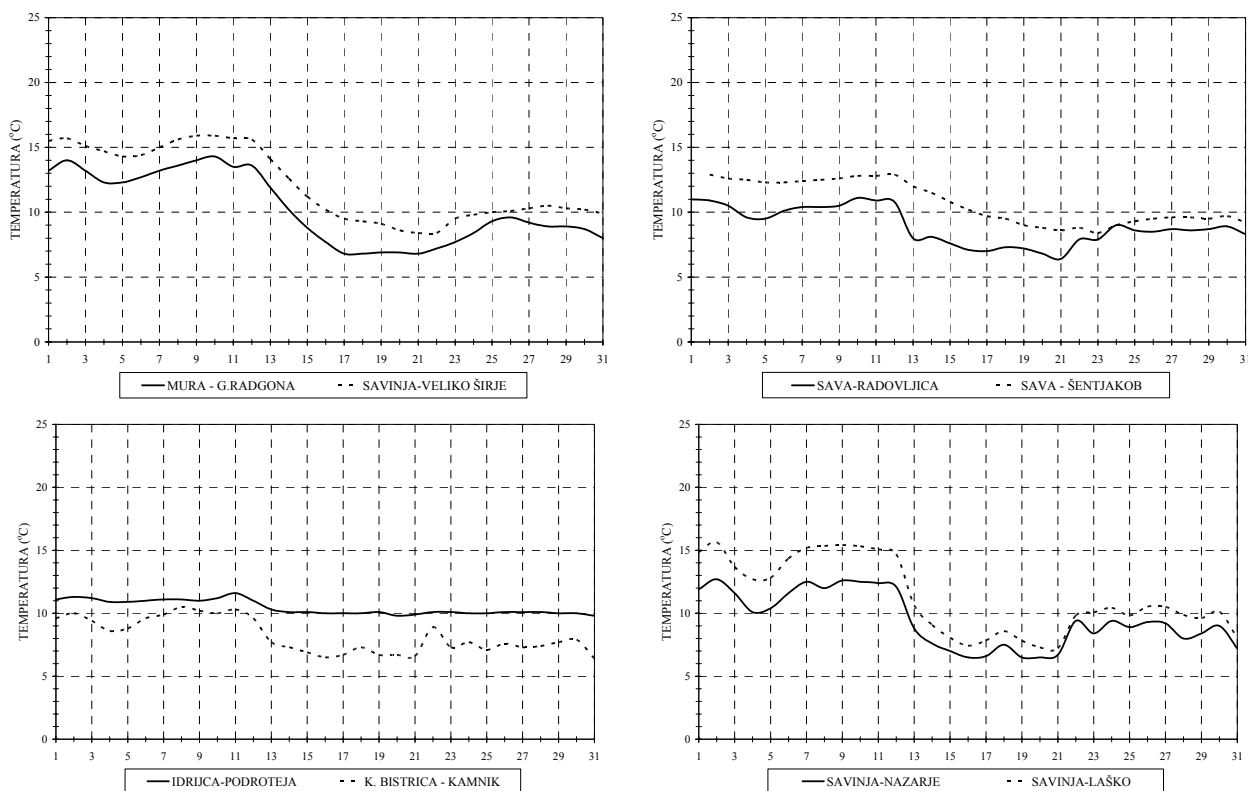 25
20
15
10
5
0
TEMPERATURA (°C)
1 3 5 7 9 11 13 15 17 19 21 23 25 27 29 31
MURA - G.RADGONA SAVINJA-VELIKO ŠIRJE
25
20
15
10
5
0
TEMPERATURA (°C)
1 3 5 7 9 11 13 15 17 19 21 23 25 27 29 31
SAVA-RADOVLJICA SAVA - ŠENTJAKOB
25
20
15
10
5
0
TEMPERATURA (°C)
1 3 5 7 9 11 13 15 17 19 21 23 25 27 29 31
IDRIJCA-PODROTEJA K. BISTRICA - KAMNIK
25
20
15
10
5
0
TEMPERATURA (°C)
1 3 5 7 9 11 13 15 17 19 21 23 25 27 29 31
SAVINJA-NAZARJE SAVINJA-LAŠKO